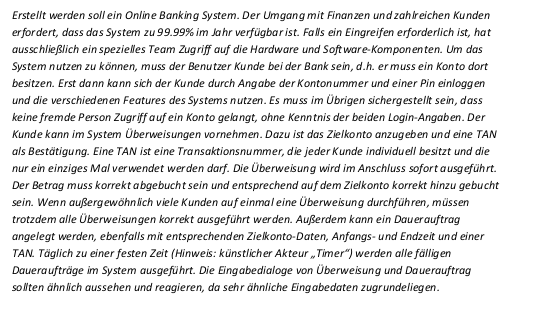 Erstellt werden soll ein Online Banking System. Der Umgang mit Finanzen und zahlreichen Kunden
erfordert, dass das System zu 99.99% im Jahr verfügbar ist. Falls ein Eingreifen erforderlich ist, hat
ausschließlich ein spezielles Team Zugriff auf die Hardware und Software-Komponenten. Um das
System nutzen zu können, muss der Benutzer Kunde bei der Bank sein, d.h. er muss ein Konto dort
besitzen. Erst dann kann sich der Kunde durch Angabe der Kontonummer und einer Pin einloggen
und die verschiedenen Features des Systems nutzen. Es muss im Übrigen sichergestellt sein, dass
keine fremde Person Zugriff auf ein Konto gelangt, ohne Kenntnis der beiden Login-Angaben. Der
Kunde kann im System Überweisungen vornehmen. Dazu ist das Zielkonto anzugeben und eine TAN
als Bestätigung. Eine TAN ist eine Transaktionsnummer, die jeder Kunde individuell besitzt und die
nur ein einziges Mal verwendet werden darf. Die Überweisung wird im Anschluss sofort ausgeführt.
Der Betrag muss korrekt abgebucht sein und entsprechend auf dem Zielkonto korrekt hinzu gebucht
sein. Wenn außergewöhnlich viele Kunden auf einmal eine Überweisung durchführen, müssen
trotzdem alle Überweisungen korrekt ausgeführt werden. Außerdem kann ein Dauerauftrag
angelegt werden, ebenfalls mit entsprechenden Zielkonto-Daten, Anfangs- und Endzeit und einer
TAN. Täglich zu einer festen Zeit (Hinweis: künstlicher Akteur „Timer“) werden alle fälligen
Daueraufträge im System ausgeführt. Die Eingabedialoge von Überweisung und Dauerauftrag
sollten ähnlich aussehen und reagieren, da sehr ähnliche Eingabedaten zugrundeliegen.